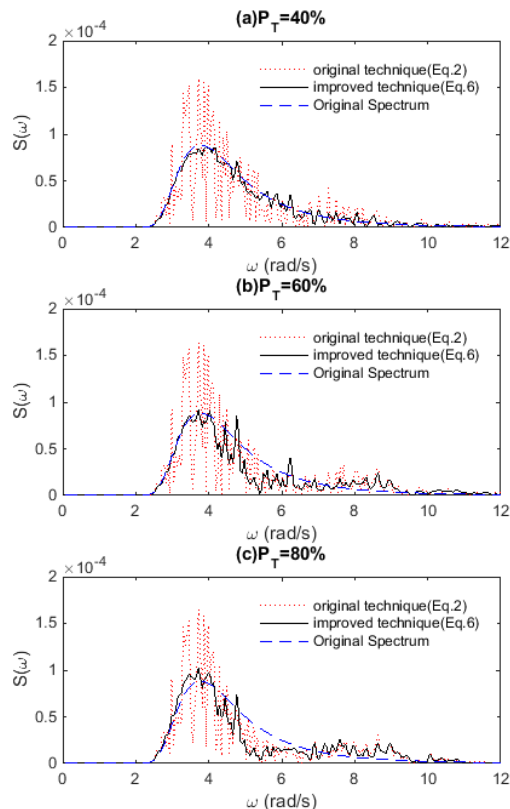 (a)P_T=40%
×10^-4
2
original technique(Eq.2)
improved technique(Eq.6)
Original Spectrum
1.5
1
0.5
0
S(ω)
0 2 4 6 8 10 12
ω (rad/s)
(b)P_T=60%
×10^-4
2
original technique(Eq.2)
improved technique(Eq.6)
Original Spectrum
1.5
1
0.5
0
S(ω)
0 2 4 6 8 10 12
ω (rad/s)
(c)P_T=80%
×10^-4
2
original technique(Eq.2)
improved technique(Eq.6)
Original Spectrum
1.5
1
0.5
0
S(ω)
0 2 4 6 8 10 12
ω (rad/s)